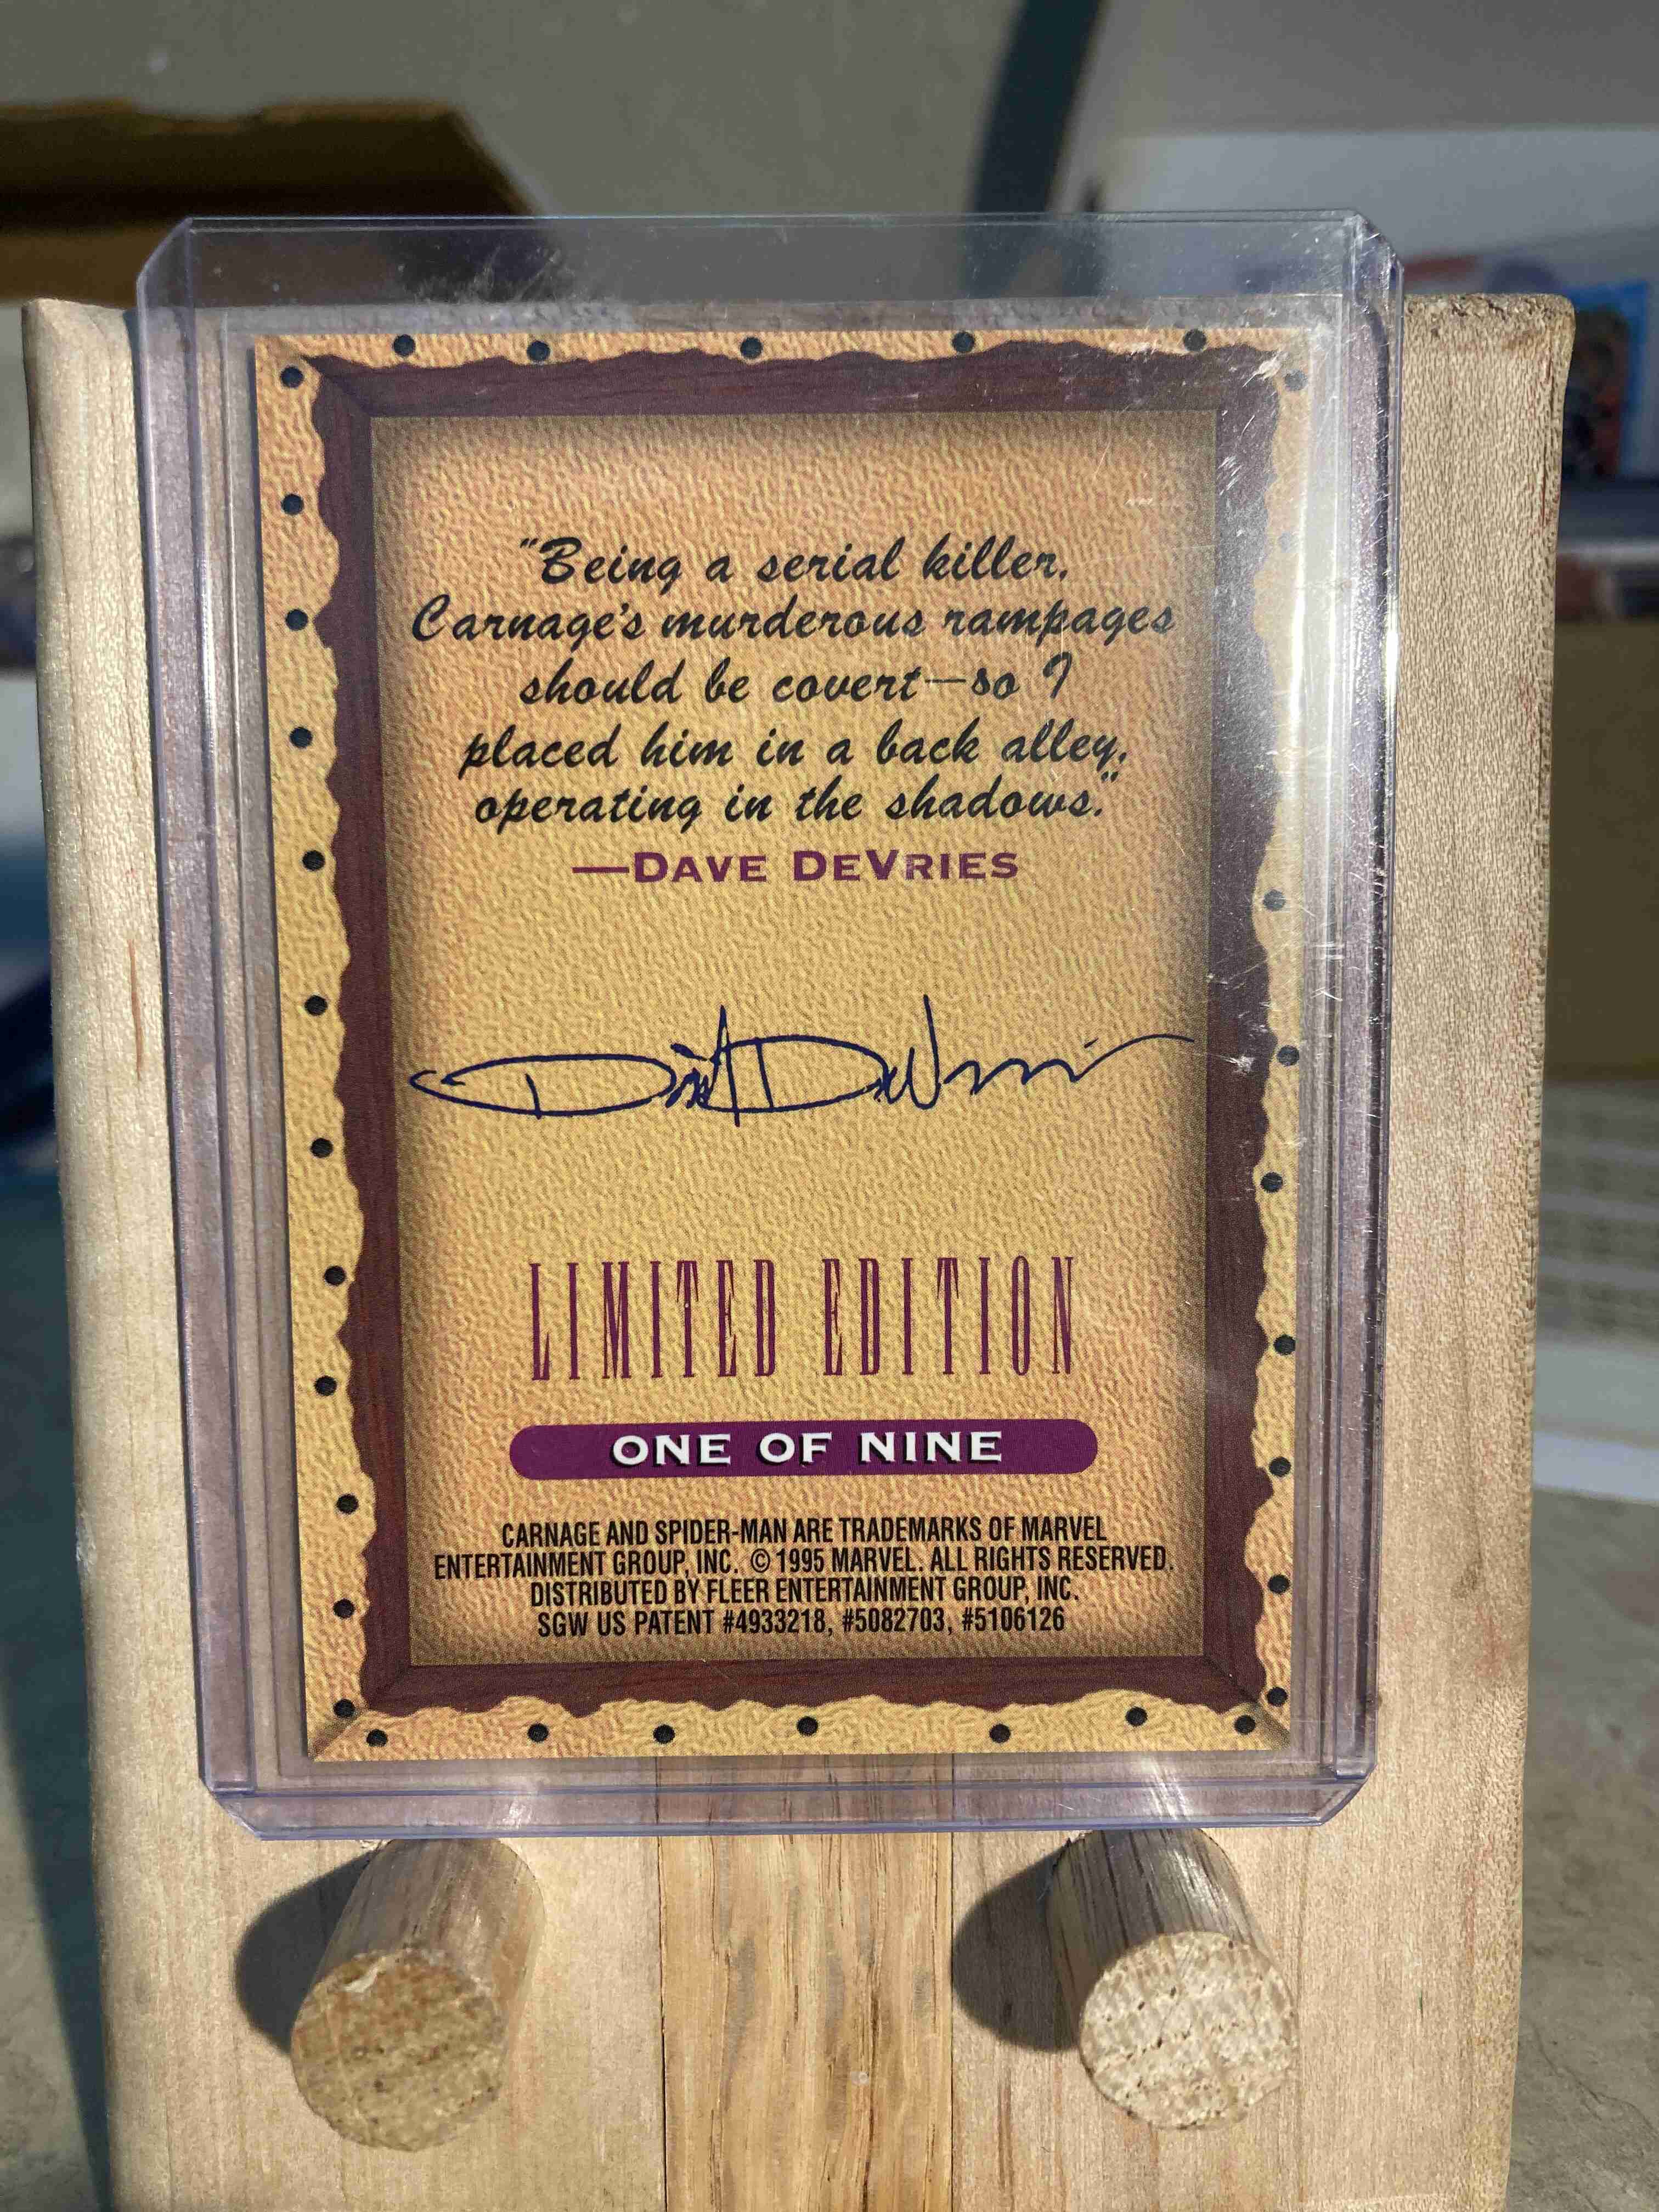 "Being a serial killer,
Carnage's murderous rampages
should be covert—so I
placed him in a back alley,
operating in the shadows."
—DAVE DEVRIES
LIMITED EDITION
ONE OF NINE
CARNAGE AND SPIDER-MAN ARE TRADEMARKS OF MARVEL
ENTERTAINMENT GROUP, INC. © 1995 MARVEL. ALL RIGHTS RESERVED.
DISTRIBUTED BY FLEER ENTERTAINMENT GROUP, INC.
SGW US PATENT #4933218, #5082703, #5106126